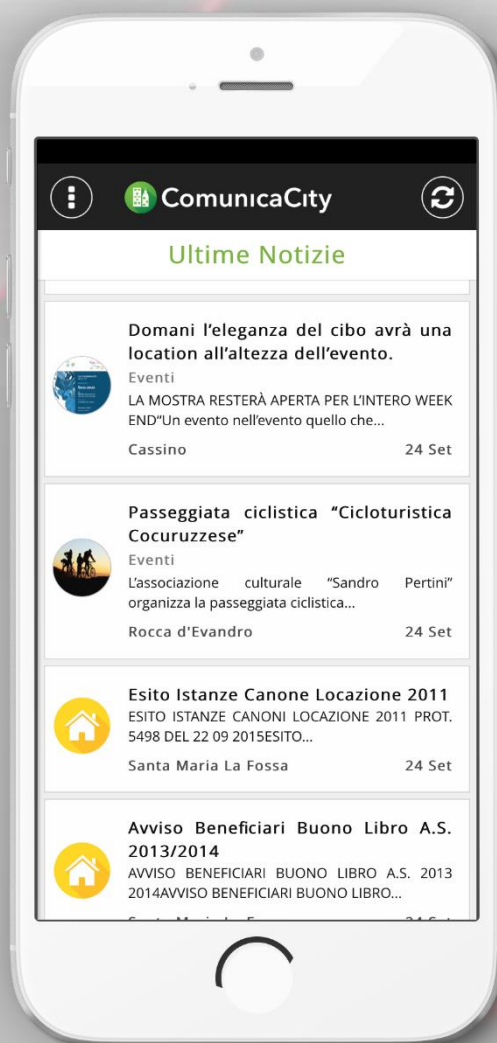 ComunicaCity
Ultime Notizie
Domani l'eleganza del cibo avrà una
location all'altezza dell'evento.
Eventi
LA MOSTRA RESTERÀ APERTA PER L'INTERO WEEK
END"Un evento nell'evento quello che...
Cassino 24 Set
Passeggiata ciclistica "Cicloturistica
Cocuruzzese"
Eventi
L'associazione culturale "Sandro Pertini"
organizza la passeggiata ciclistica...
Rocca d'Evandro 24 Set
Esito Istanze Canone Locazione 2011
ESITO ISTANZE CANONI LOCAZIONE 2011 PROT.
5498 DEL 22 09 2015ESITO...
Santa Maria La Fossa 24 Set
Avviso Beneficiari Buono Libro A.S.
2013/2014
AVVISO BENEFICIARI BUONO LIBRO A.S. 2013
2014AVVISO BENEFICIARI BUONO LIBRO...